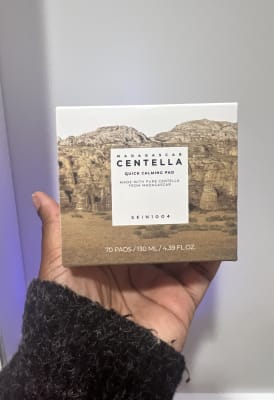 MADAGASCAR
CENTELLA
QUICK CALMING PAD
MADE WITH PURE CENTELLA
FROM MADAGASCAR
SKIN1004
70 PADS / 130 ML / 4.39 FL.OZ.